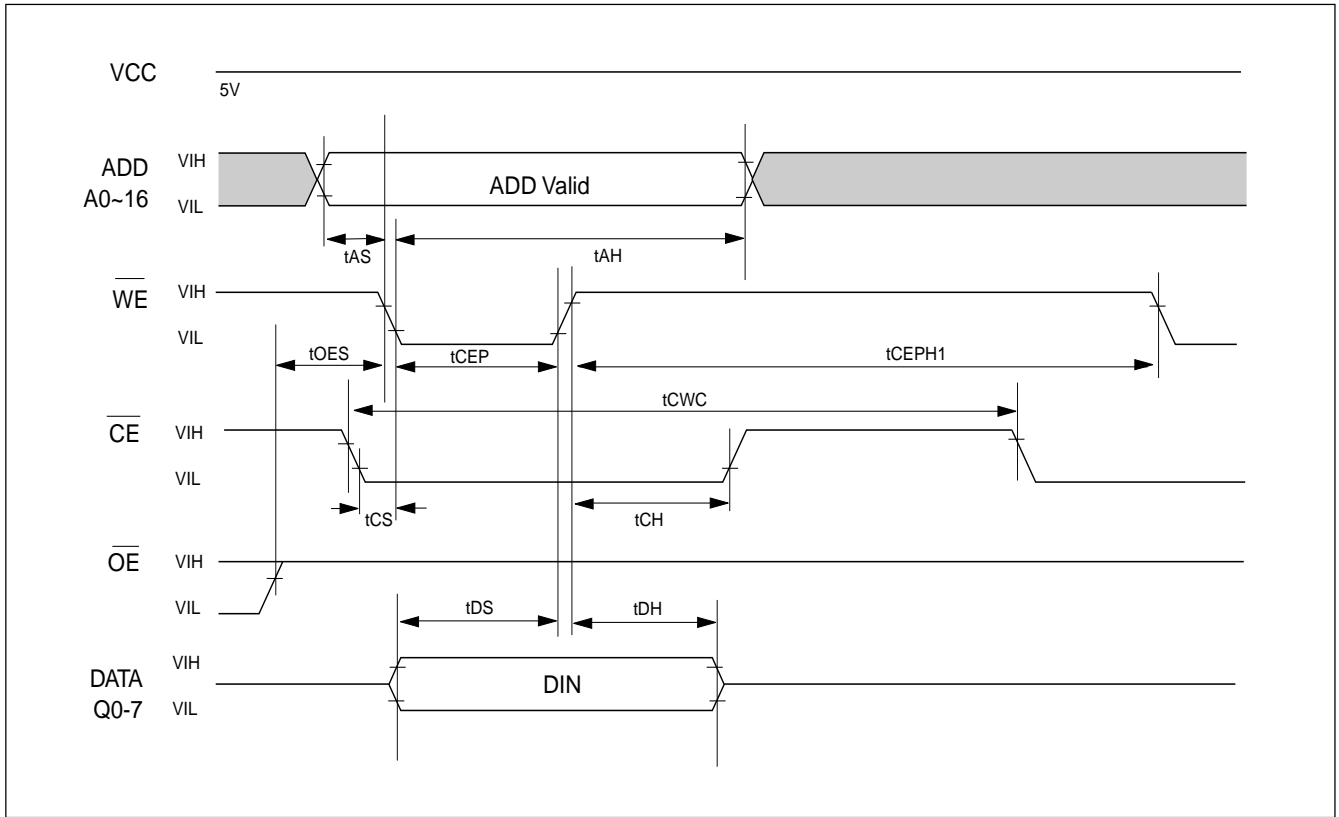 VCC
5V
ADD
A0~16
VIH
VIL
ADD Valid
tAS
tAH
WE
VIH
VIL
tOES
tCEP
tCEPH1
tCWC
CE
VIH
VIL
tCS
tCH
OE
VIH
VIL
tDS
tDH
DATA
Q0-7
VIH
VIL
DIN